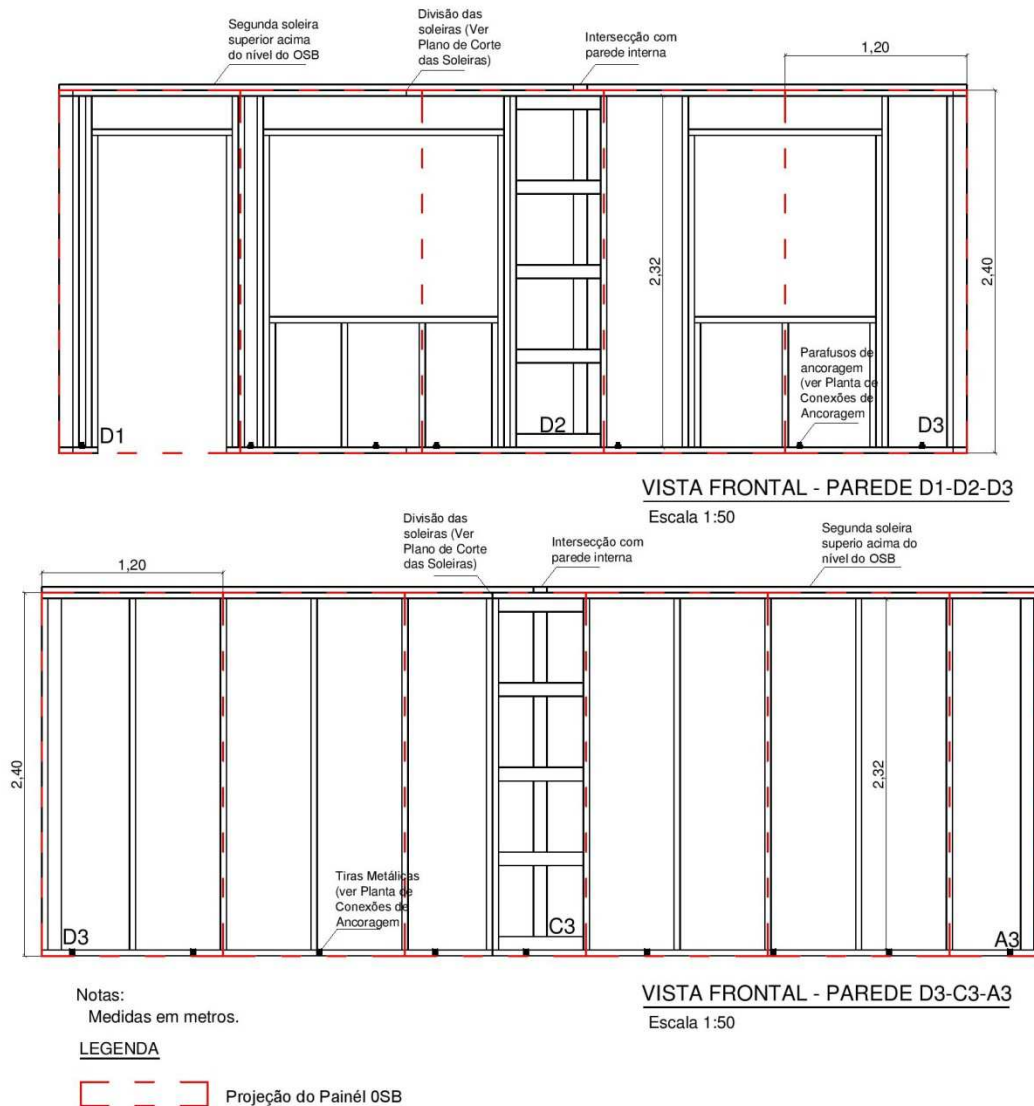 Segunda soleira
superior acima
do nível do OSB
Divisão das
soleiras (Ver
Plano de Corte
das Soleiras)
Intersecção com
parede interna
1,20
2,32
2,40
Parafusos de
ancoragem
(ver Planta de
Conexões de
Ancoragem
D1
D2
D3
VISTA FRONTAL - PAREDE D1-D2-D3
Escala 1:50
Divisão das
soleiras (Ver
Plano de Corte
das Soleiras)
Intersecção com
parede interna
Segunda soleira
superio acima do
nível do OSB
1,20
2,40
2,32
Tiras Metálicas
(ver Planta de
Conexões de
Ancoragem
D3
C3
A3
VISTA FRONTAL - PAREDE D3-C3-A3
Escala 1:50
Notas:
Medidas em metros.
LEGENDA
Projeção do Painél 0SB